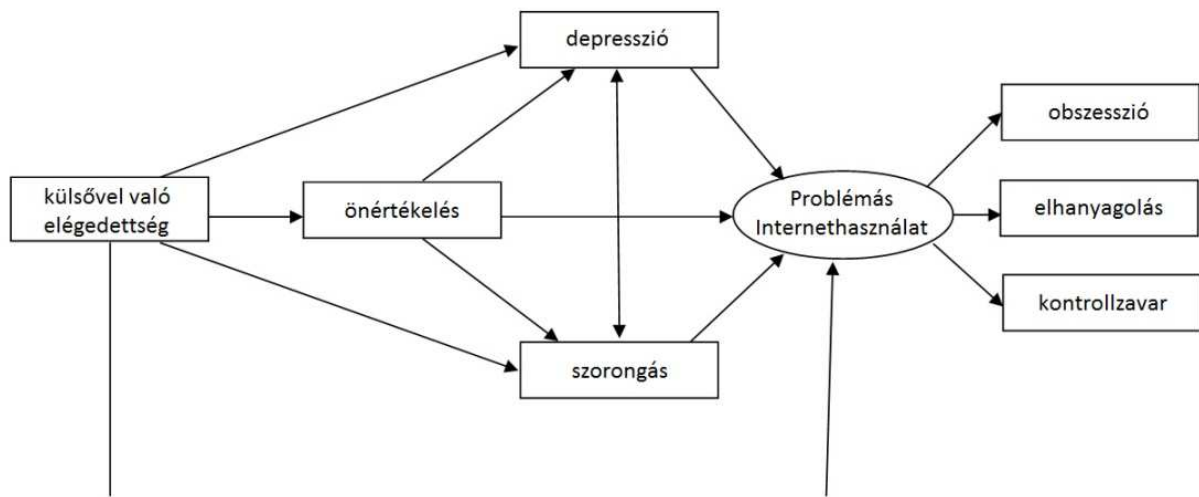 depresszió
obszesszió
külsővel való
elégedettség
önértékelés
Problémás
Internethasználat
elhanyagolás
kontrollzavar
szorongás